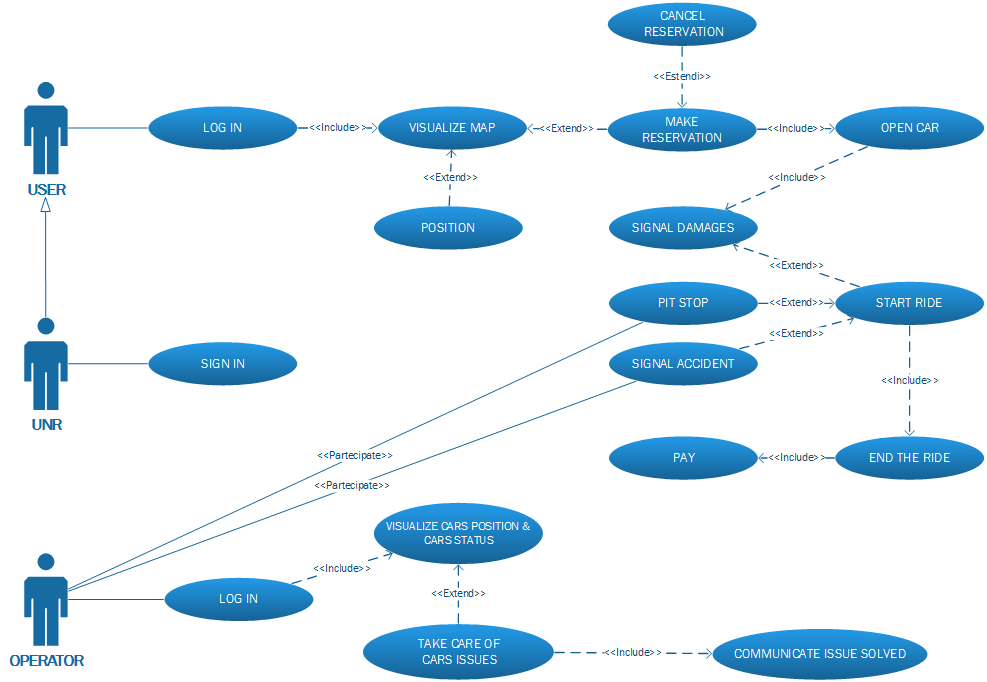 CANCEL
RESERVATION
<<Estendi>>
USER
LOG IN
<<Include>>
VISUALIZE MAP
<<Extend>>
MAKE
RESERVATION
<<Include>>
OPEN CAR
<<Extend>>
<<Include>>
POSITION
SIGNAL DAMAGES
<<Extend>>
PIT STOP
<<Extend>>
START RIDE
<<Extend>>
UNR
SIGN IN
SIGNAL ACCIDENT
<<Include>>
<<Partecipate>>
PAY
<<Include>>
END THE RIDE
<<Partecipate>>
VISUALIZE CARS POSITION &
CARS STATUS
<<Include>>
OPERATOR
LOG IN
<<Extend>>
TAKE CARE OF
CARS ISSUES
<<Include>>
COMMUNICATE ISSUE SOLVED